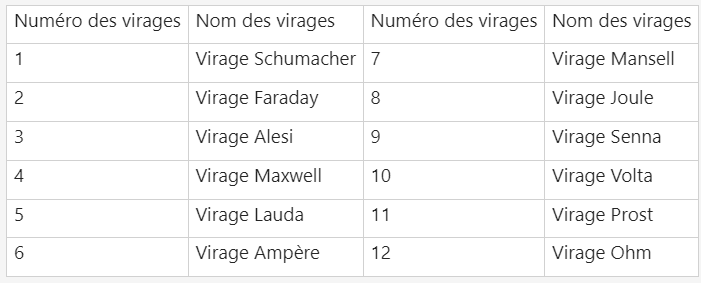 Numéro des virages Nom des virages Numéro des virages Nom des virages
1 Virage Schumacher 7 Virage Mansell
2 Virage Faraday 8 Virage Joule
3 Virage Alesi 9 Virage Senna
4 Virage Maxwell 10 Virage Volta
5 Virage Lauda 11 Virage Prost
6 Virage Ampère 12 Virage Ohm